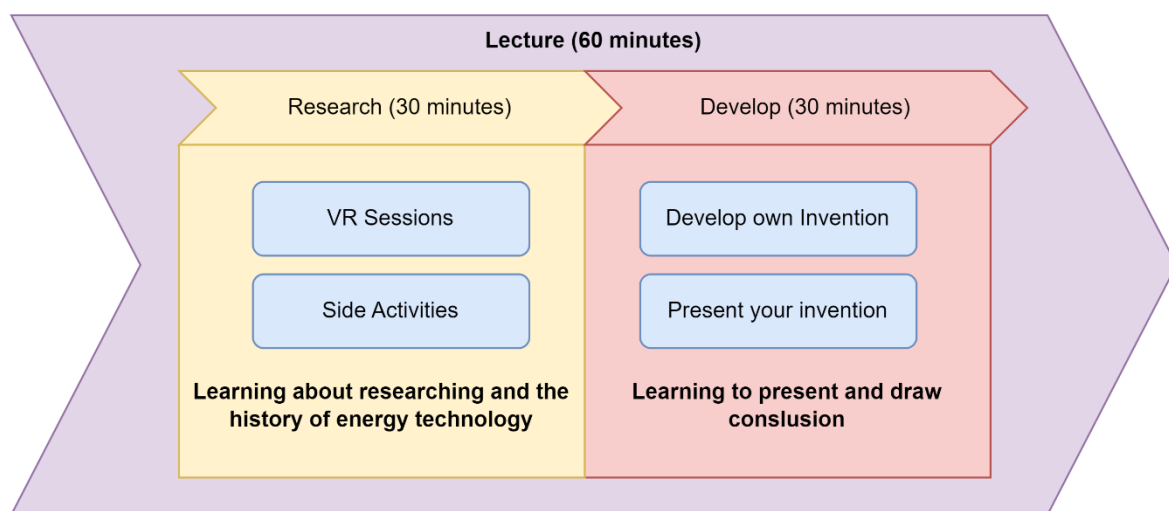 Lecture (60 minutes)
Research (30 minutes)
Develop (30 minutes)
VR Sessions
Side Activities
Learning about researching and the
history of energy technology
Develop own Invention
Present your invention
Learning to present and draw
conslusion